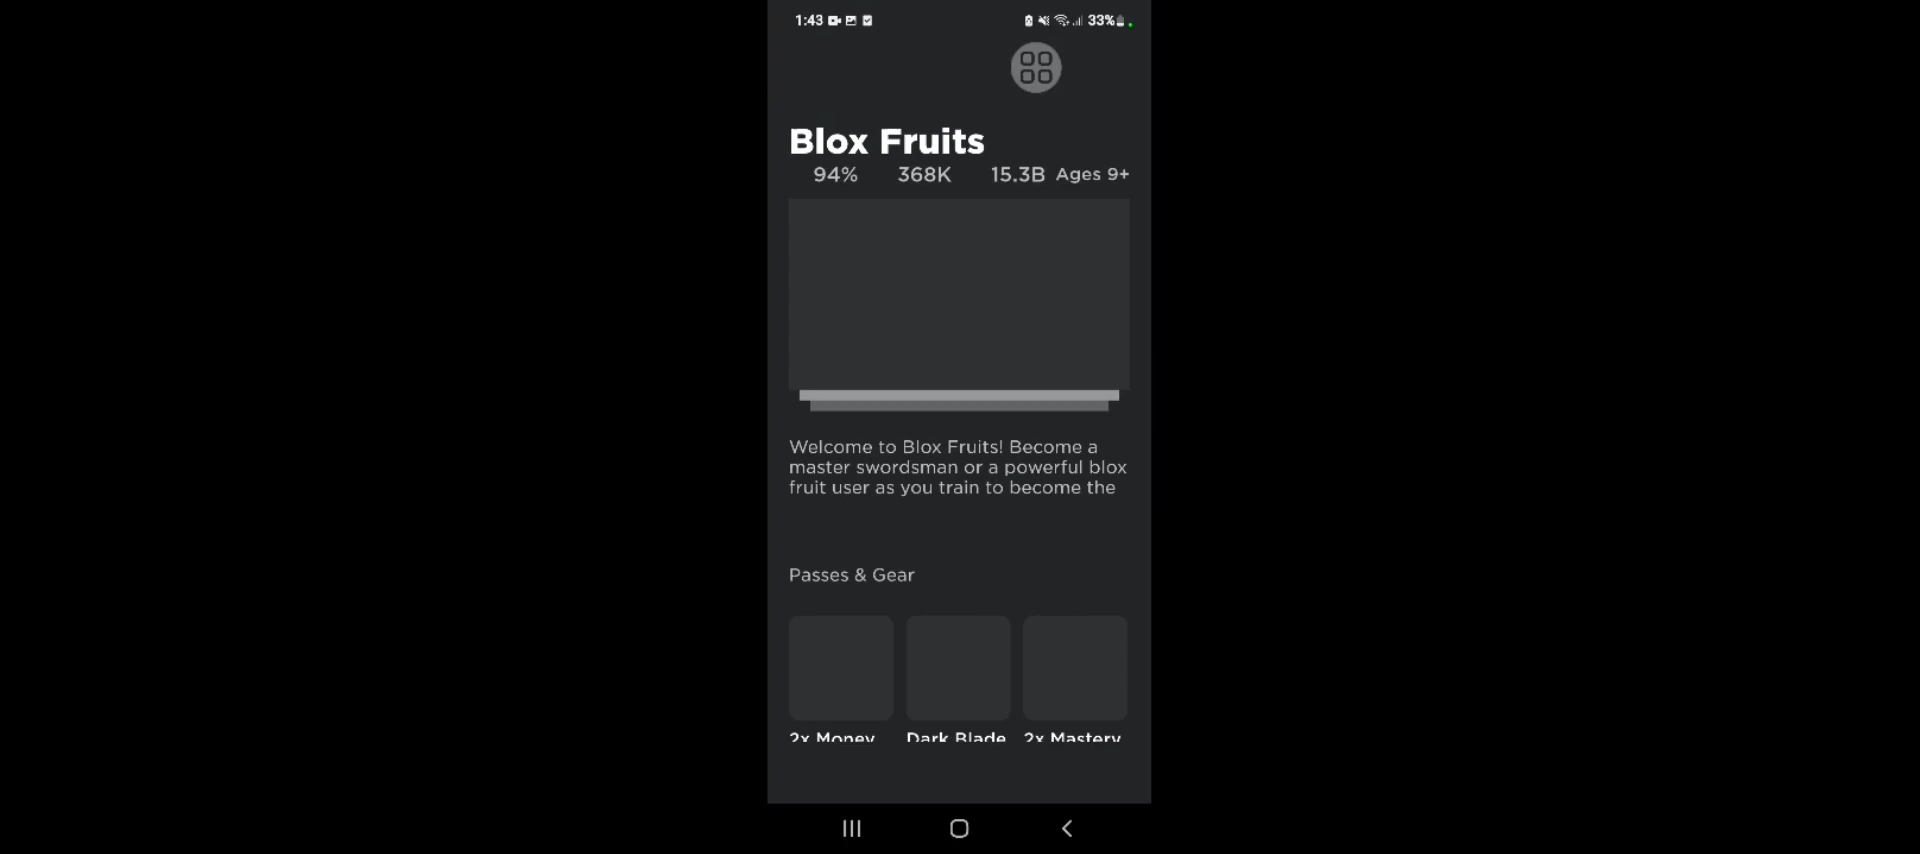 1:43 33%
Blox Fruits
94% 368K 15.3B Ages 9+
Welcome to Blox Fruits! Become a
master swordsman or a powerful blox
fruit user as you train to become the
Passes & Gear
2x Money Dark Blade 2x Mastery